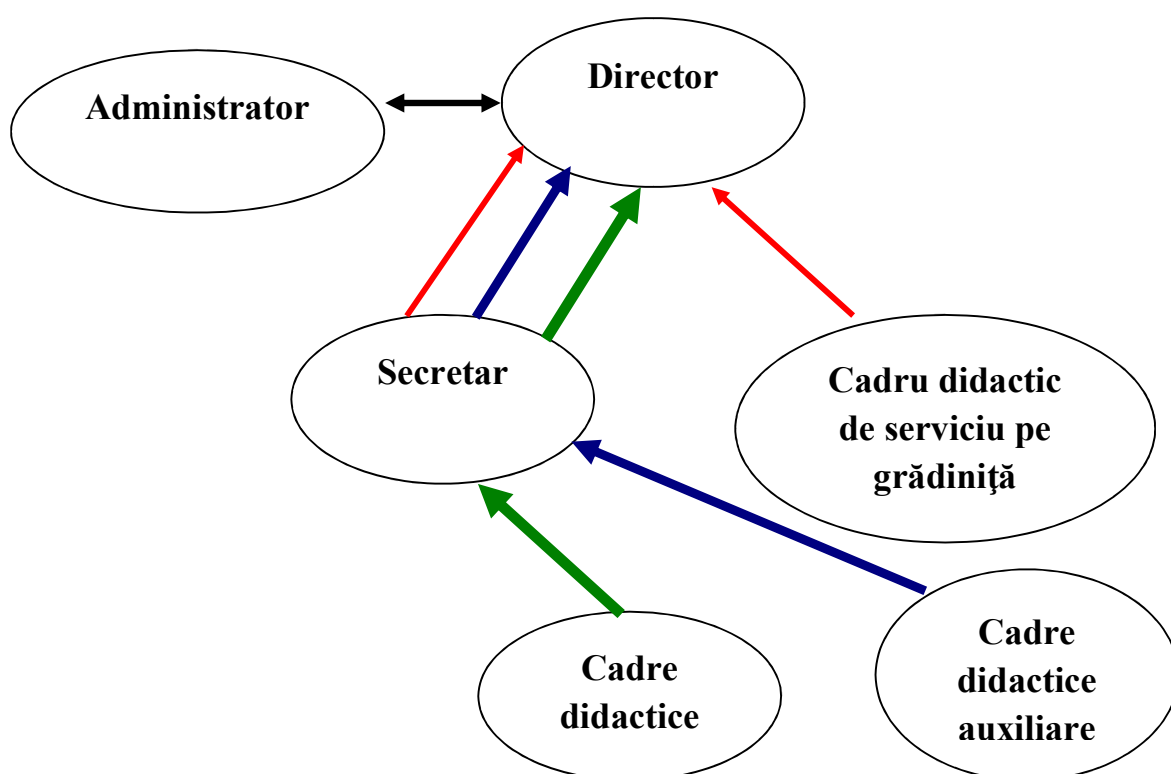 Director
Administrator
Secretar
Cadru didactic
de serviciu pe
grădiniţă
Cadre
didactice
Cadre
didactice
auxiliare